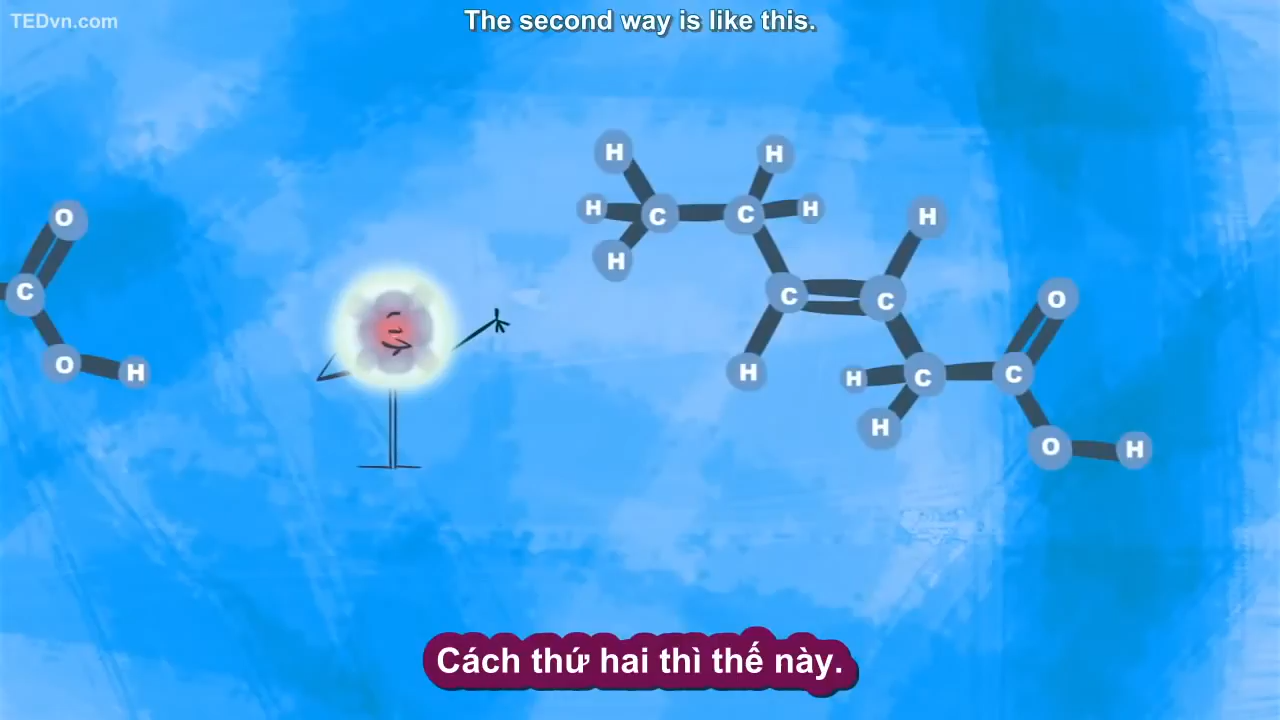 TEDvn.com
The second way is like this.
H
H
H
O
H
H
C
C
H
H
C
C
C
O
O
H
H
H
C
C
H
O
H
Cách thứ hai thì thế này.